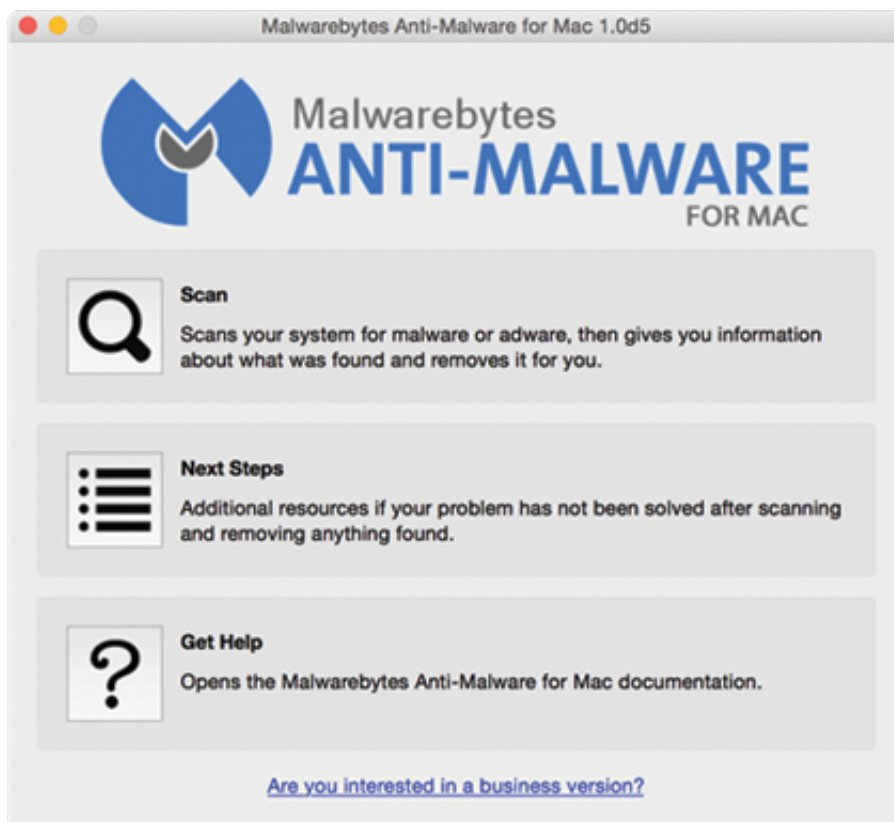 Malwarebytes Anti-Malware for Mac 1.0d5
Malwarebytes
ANTI-MALWARE
FOR MAC
Scan
Scans your system for malware or adware, then gives you information
about what was found and removes it for you.
Next Steps
Additional resources if your problem has not been solved after scanning
and removing anything found.
Get Help
Opens the Malwarebytes Anti-Malware for Mac documentation.
Are you interested in a business version?